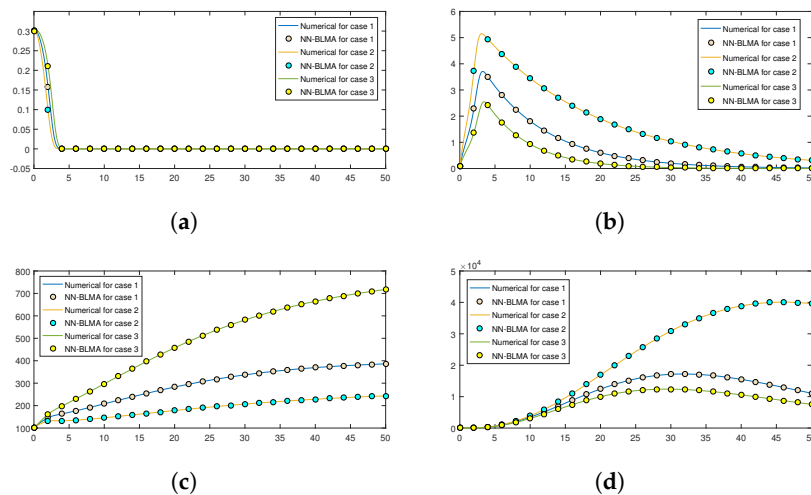 0.3
0.25
0.2
0.15
0.1
0.05
0
-0.05
0 5 10 15 20 25 30 35 40 45 50
Numerical for case 1
NN-BLMA for case 1
Numerical for case 2
NN-BLMA for case 2
Numerical for case 3
NN-BLMA for case 3
(a)
6
5
4
3
2
1
0
0 5 10 15 20 25 30 35 40 45 50
Numerical for case 1
NN-BLMA for case 1
Numerical for case 2
NN-BLMA for case 2
Numerical for case 3
NN-BLMA for case 3
(b)
800
700
600
500
400
300
200
100
0 5 10 15 20 25 30 35 40 45 50
Numerical for case 1
NN-BLMA for case 1
Numerical for case 2
NN-BLMA for case 2
Numerical for case 3
NN-BLMA for case 3
(c)
×10⁴
5
4
3
2
1
0
0 5 10 15 20 25 30 35 40 45 50
Numerical for case 1
NN-BLMA for case 1
Numerical for case 2
NN-BLMA for case 2
Numerical for case 3
NN-BLMA for case 3
(d)